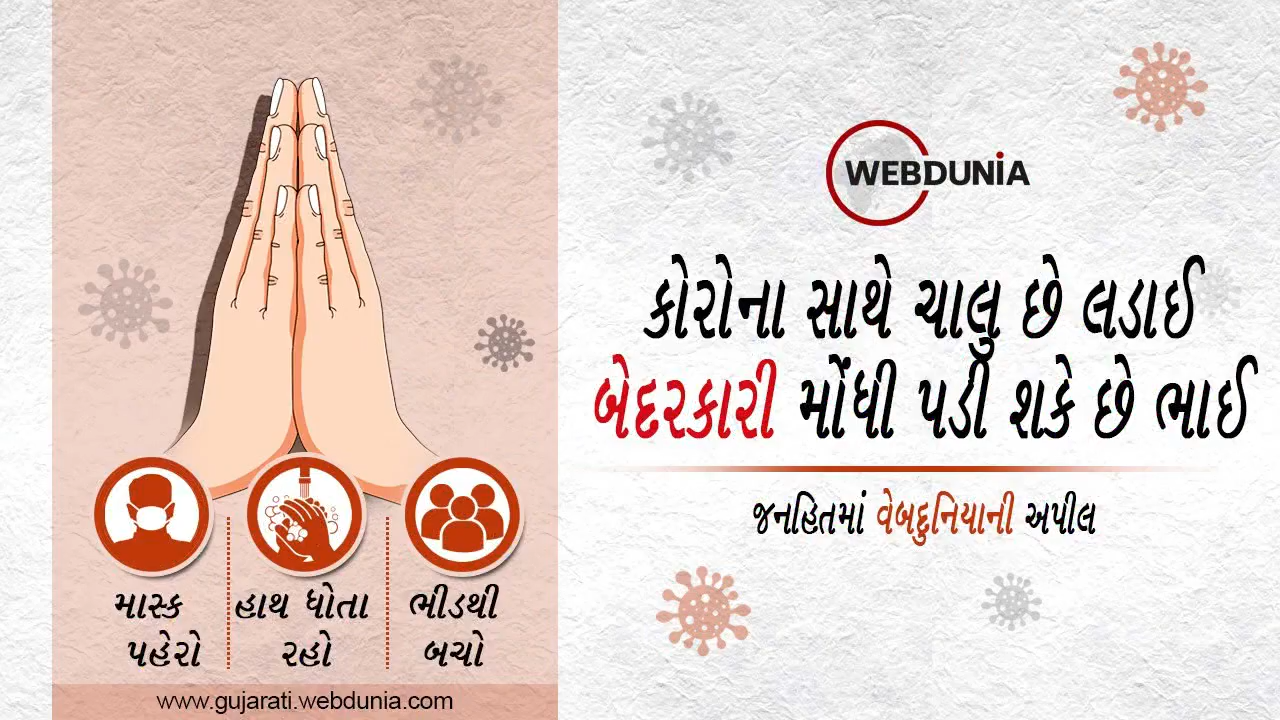 WEBDUNIA
કોરોના સાથે ચાલુ છે લડાઈ
બેદરકારી મોંધી પડી શકે છે ભાઈ
જનહિતમાં વેબદુનિયાની અપીલ
માસ્ક
પહેરો
હાથ ધોતા
રહો
ભીડથી
બચો
www.gujarati.webdunia.com